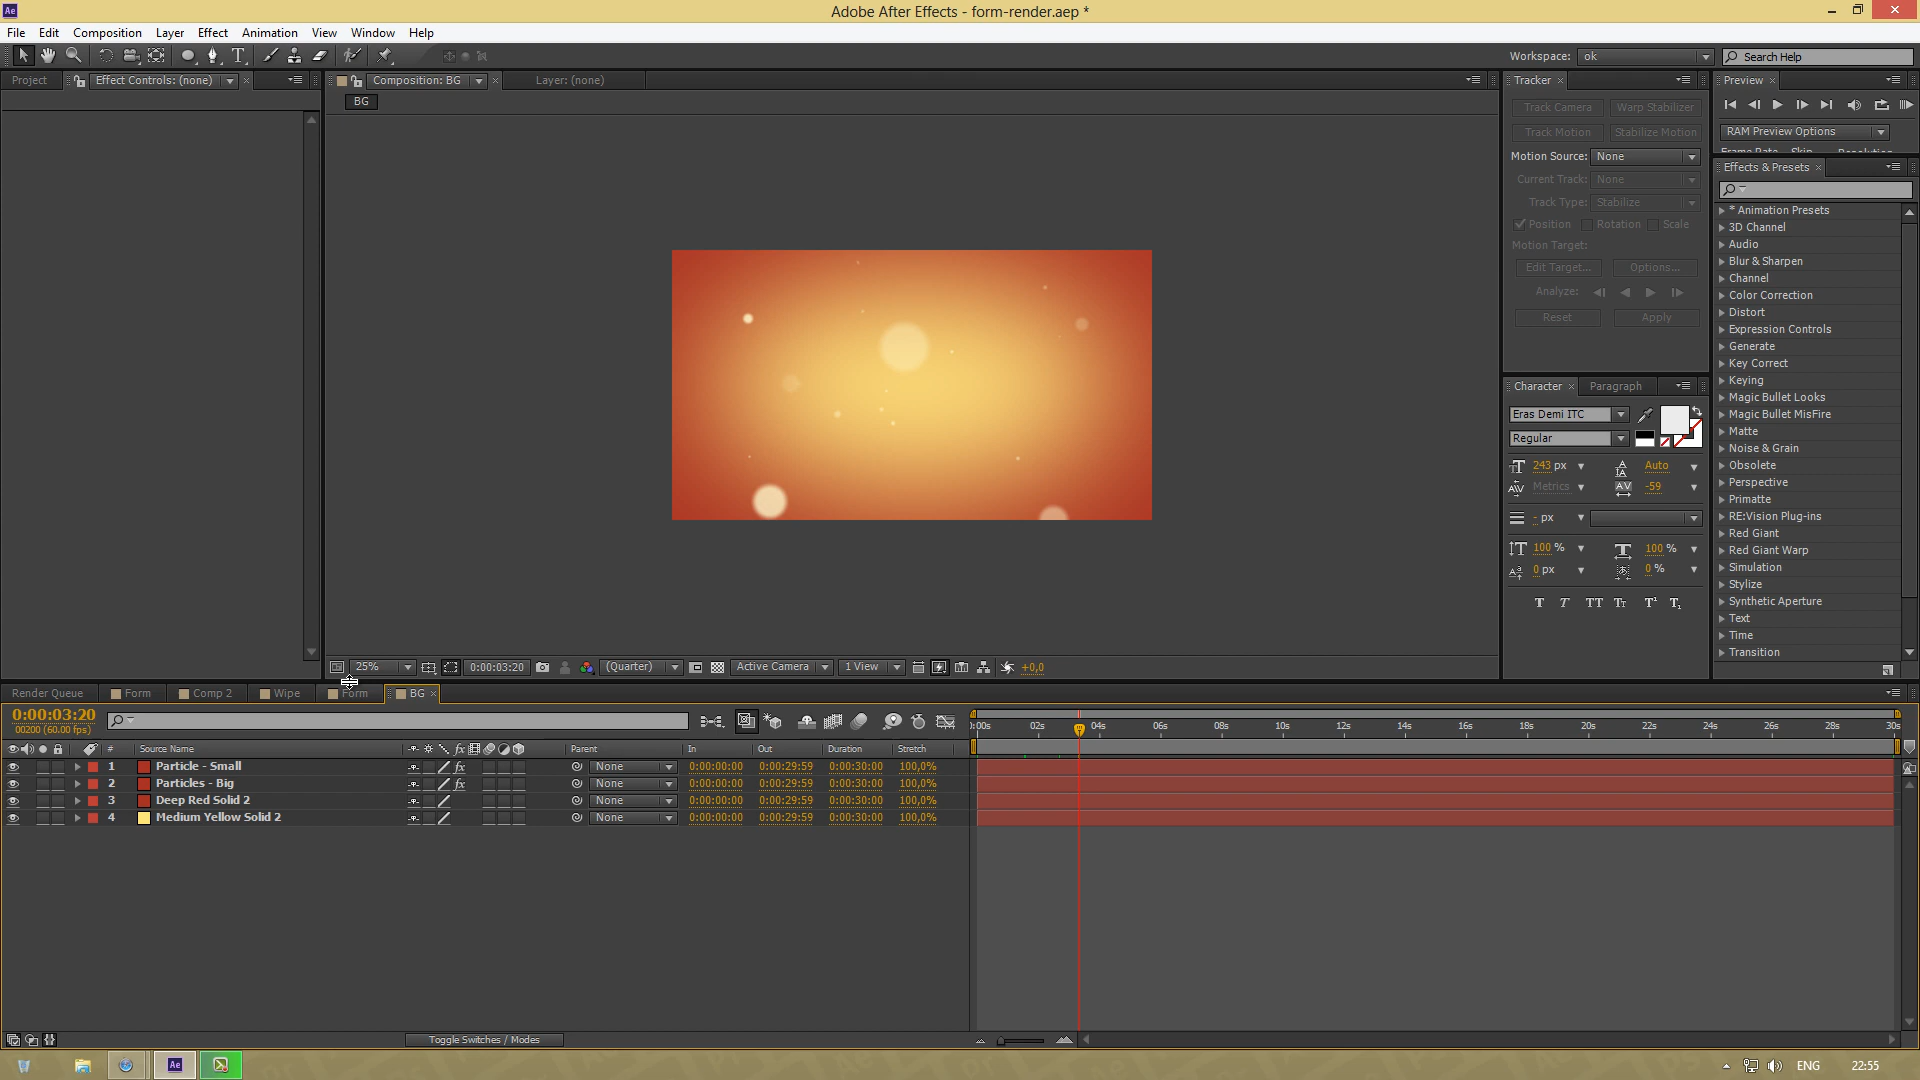 Ae
Adobe After Effects - form-render.aep *
File Edit Composition Layer Effect Animation View Window Help
Workspace: ok
Search Help
Project
Effect Controls: (none)
Composition: BG
Layer: (none)
BG
Tracker
Track Camera Warp Stabilizer
Track Motion Stabilize Motion
Motion Source: None
Current Track: None
Track Type: Stabilize
Position Rotation Scale
Motion Target:
Edit Target... Options...
Analyze:
Reset Apply
Preview
RAM Preview Options
Frame Rate Skip Resolution
Effects & Presets
* Animation Presets
3D Channel
Audio
Blur & Sharpen
Channel
Color Correction
Distort
Expression Controls
Generate
Key Correct
Keying
Magic Bullet Looks
Magic Bullet MisFire
Matte
Noise & Grain
Obsolete
Perspective
Primatte
RE:Vision Plug-ins
Red Giant
Red Giant Warp
Simulation
Stylize
Synthetic Aperture
Text
Time
Transition
Character Paragraph
Eras Demi ITC
Regular
243 px Auto
Metrics -59
- px
100 % 100 %
0 px 0 %
T T TT Tt T¹ T₁
25% 0:00:03:20 (Quarter) Active Camera 1 View +0,0
Render Queue Form Comp 2 Wipe Form BG
0:00:03:20
00200 (60.00 fps)
:00s 02s 04s 06s 08s 10s 12s 14s 16s 18s 20s 22s 24s 26s 28s 30s
# Source Name fx Parent In Out Duration Stretch
1 Particle - Small fx None 0:00:00:00 0:00:29:59 0:00:30:00 100,0%
2 Particles - Big fx None 0:00:00:00 0:00:29:59 0:00:30:00 100,0%
3 Deep Red Solid 2 None 0:00:00:00 0:00:29:59 0:00:30:00 100,0%
4 Medium Yellow Solid 2 None 0:00:00:00 0:00:29:59 0:00:30:00 100,0%
Toggle Switches / Modes
Ae
ENG 22:55